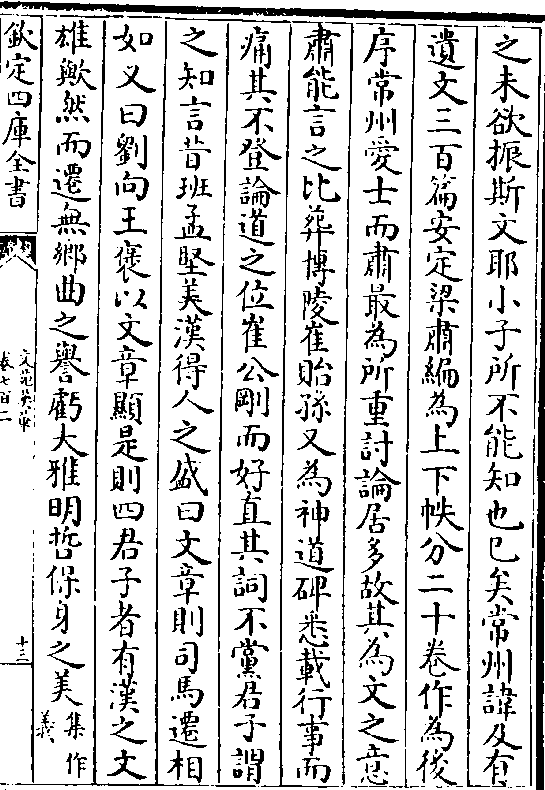 之未欲振斯文耶小子所不能知也已矣常州諱及有
遺文三百篇安定梁肅編為上下帙分二十卷作為後
序常州愛士而肅最為所重討論居多故其為文之意
肅能言之比葬博陵崔貽孫又為神道碑悉載行事而
痛其不登論道之位崔公剛而好直其詞不黨君子謂
之知言昔班孟堅美漢得人之盛曰文章則司馬遷相
如又曰劉向王褒以文章顯是則四君子者有漢之文
雄歟然而遷無鄉曲之譽虧大雅明哲保身之美集作義
欽定四庫全書
文苑英華
卷七百二
十三